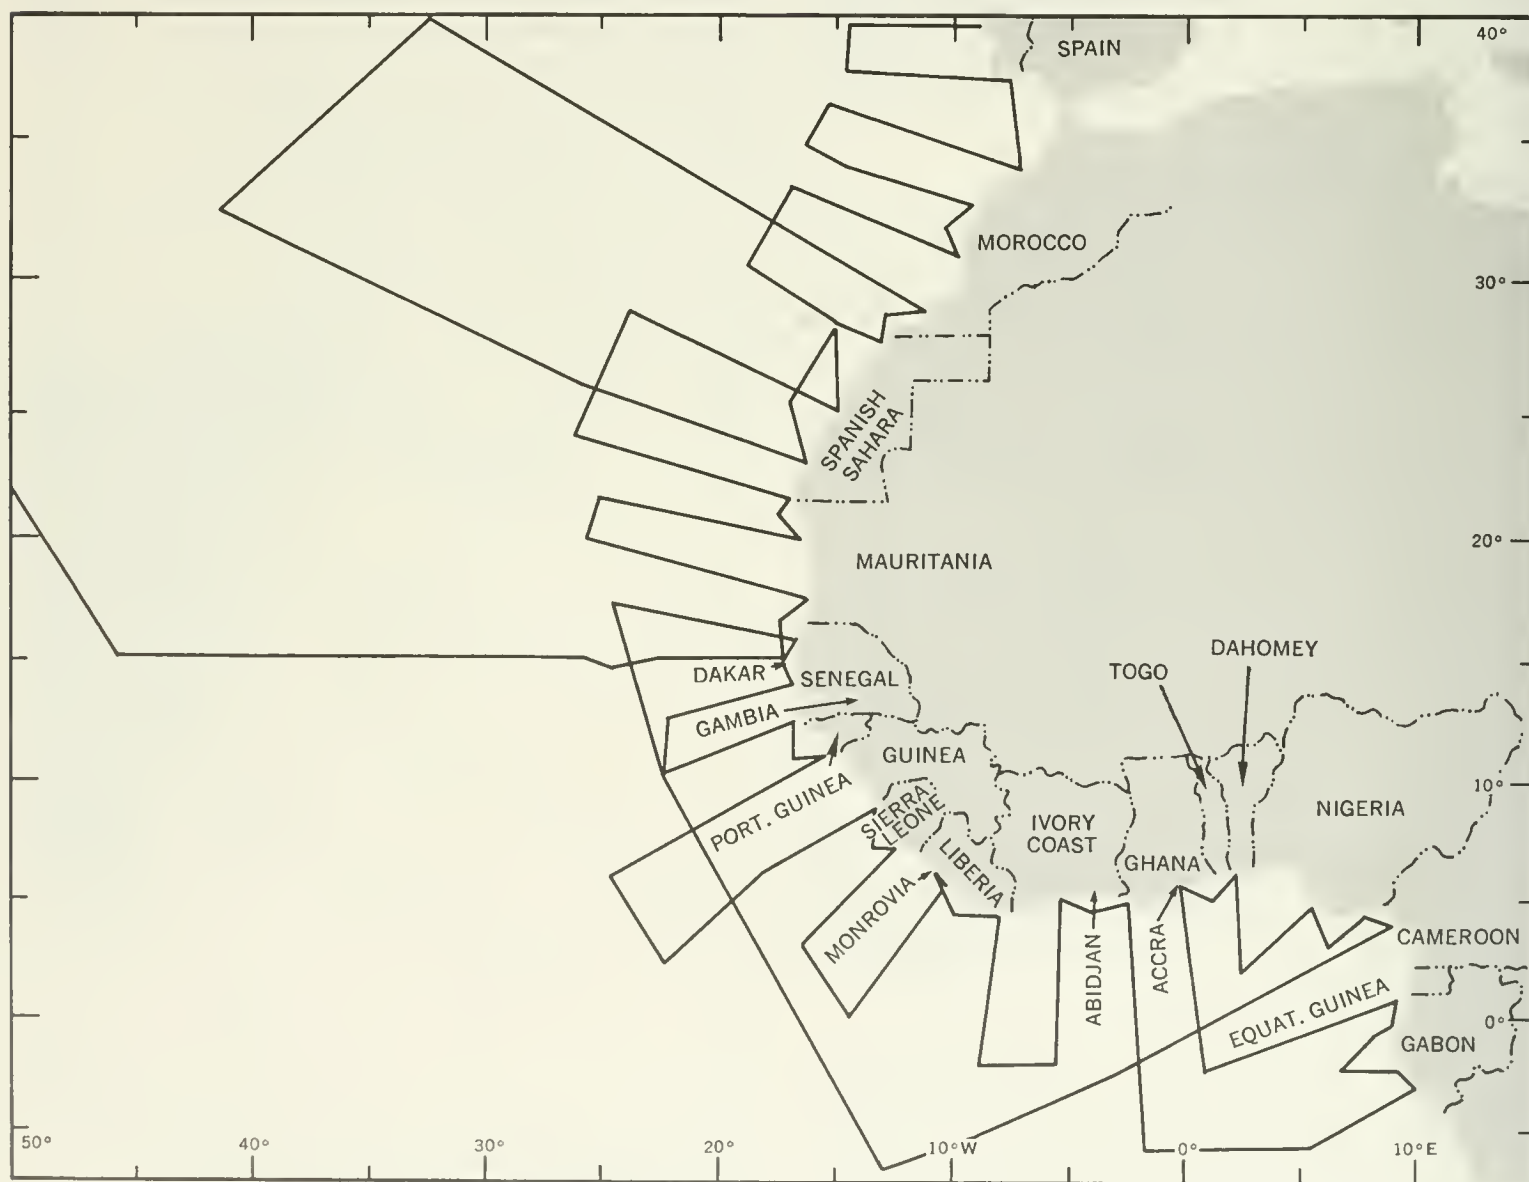 SPAIN
40°
MOROCCO
30°
SPANISH
SAHARA
20°
MAURITANIA
DAHOMEY
TOGO
DAKAR
SENEGAL
GAMBIA
GUINEA
PORT. GUINEA
SIERRA
LEONE
LIBERIA
MONROVIA
IVORY
COAST
GHANA
10°
NIGERIA
ABIDJAN
ACCRA
CAMEROON
EQUAT. GUINEA
0°
GABON
50°
40°
30°
20°
10°W
0°
10°E